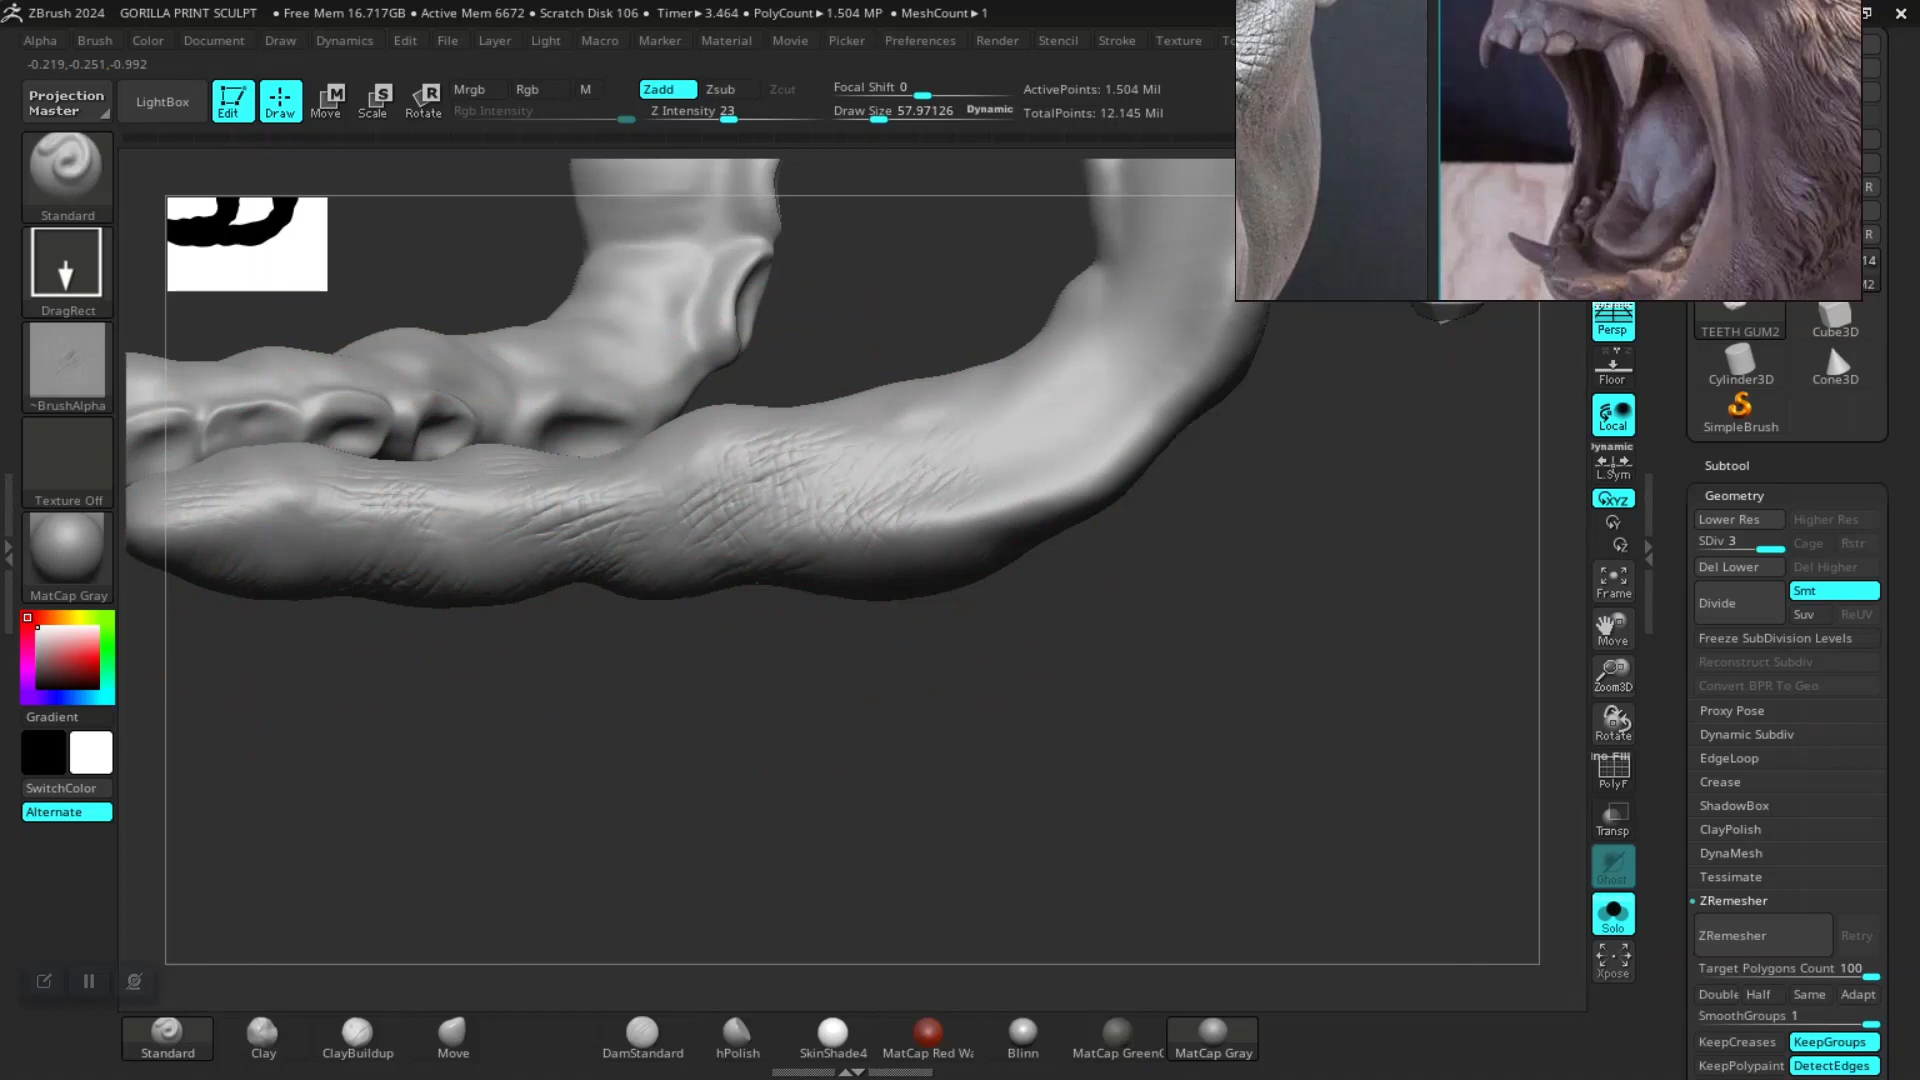 ZBrush 2024 GORILLA PRINT SCULPT • Free Mem 16.717GB • Active Mem 6672 • Scratch Disk 106 • Timer▸3.464 • PolyCount▸1.504 MP • MeshCount▸1
Alpha Brush Color Document Draw Dynamics Edit File Layer Light Macro Marker Material Movie Picker Preferences Render Stencil Stroke Texture
-0.219,-0.251,-0.992
Projection Master
LightBox
Edit Draw Move Scale Rotate
Mrgb Rgb M
Rgb Intensity
Zadd Zsub Zcut
Z Intensity 23
Focal Shift 0
Draw Size 57.97126 Dynamic
ActivePoints: 1.504 Mil
TotalPoints: 12.145 Mil
Standard
DragRect
~BrushAlpha
Texture Off
MatCap Gray
Gradient
SwitchColor
Alternate
R
R
14
Persp
Floor
Local
Dynamic
L.Sym
XYZ
Y
Z
Frame
Move
Zoom3D
Rotate
PolyF
Transp
Ghost
Solo
Xpose
TEETH GUM2 Cube3D
Cylinder3D Cone3D
SimpleBrush
Subtool
Geometry
Lower Res Higher Res
SDiv 3 Cage Rstr
Del Lower Del Higher
Divide Smt
Suv ReUV
Freeze SubDivision Levels
Reconstruct Subdiv
Convert BPR To Geo
Proxy Pose
Dynamic Subdiv
EdgeLoop
Crease
ShadowBox
ClayPolish
DynaMesh
Tessimate
ZRemesher
ZRemesher Retry
Target Polygons Count 100
Double Half Same Adapt
SmoothGroups 1
KeepCreases KeepGroups
KeepPolypaint DetectEdges
Standard Clay ClayBuildup Move DamStandard hPolish SkinShade4 MatCap Red Wa Blinn MatCap GreenC MatCap Gray